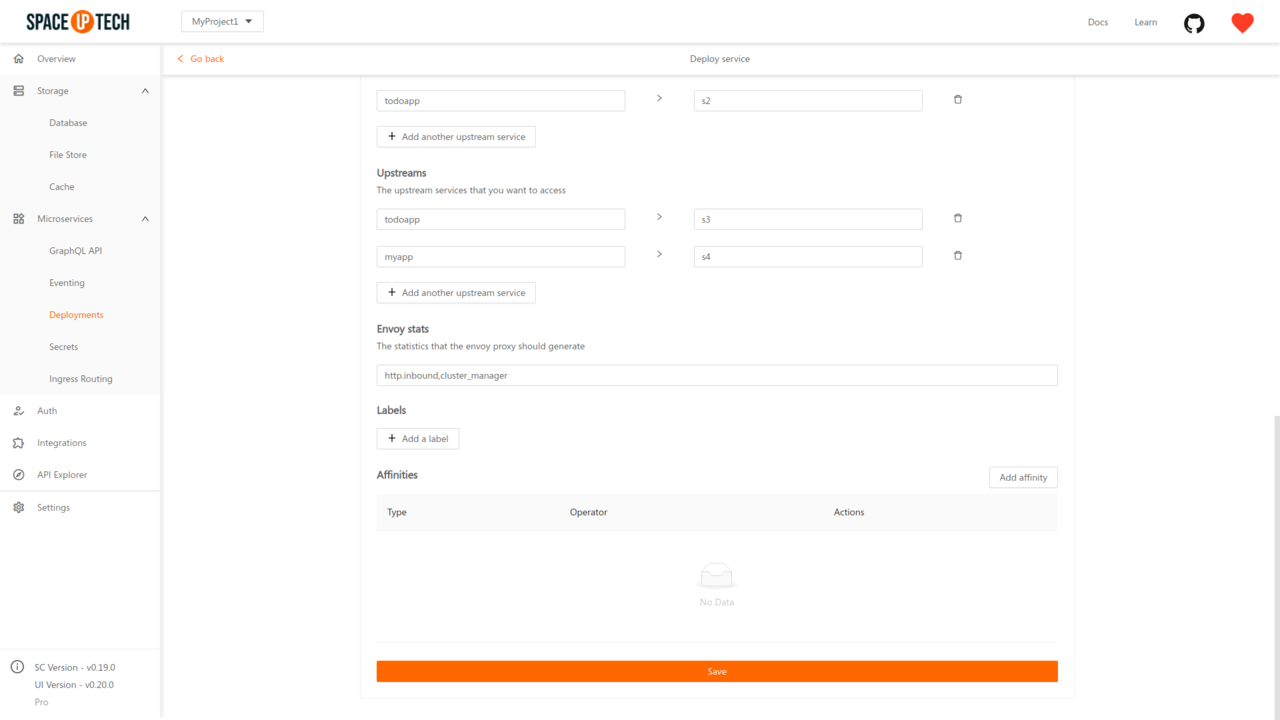 SPACE UP TECH
MyProject1
Docs
Learn
Overview
Storage
Database
File Store
Cache
Microservices
GraphQL API
Eventing
Deployments
Secrets
Ingress Routing
Auth
Integrations
API Explorer
Settings
SC Version - v0.19.0
UI Version - v0.20.0
Pro
Go back
Deploy service
todoapp > s2
+ Add another upstream service
Upstreams
The upstream services that you want to access
todoapp > s3
myapp > s4
+ Add another upstream service
Envoy stats
The statistics that the envoy proxy should generate
http.inbound,cluster_manager
Labels
+ Add a label
Affinities
Add affinity
Type Operator Actions
No Data
Save